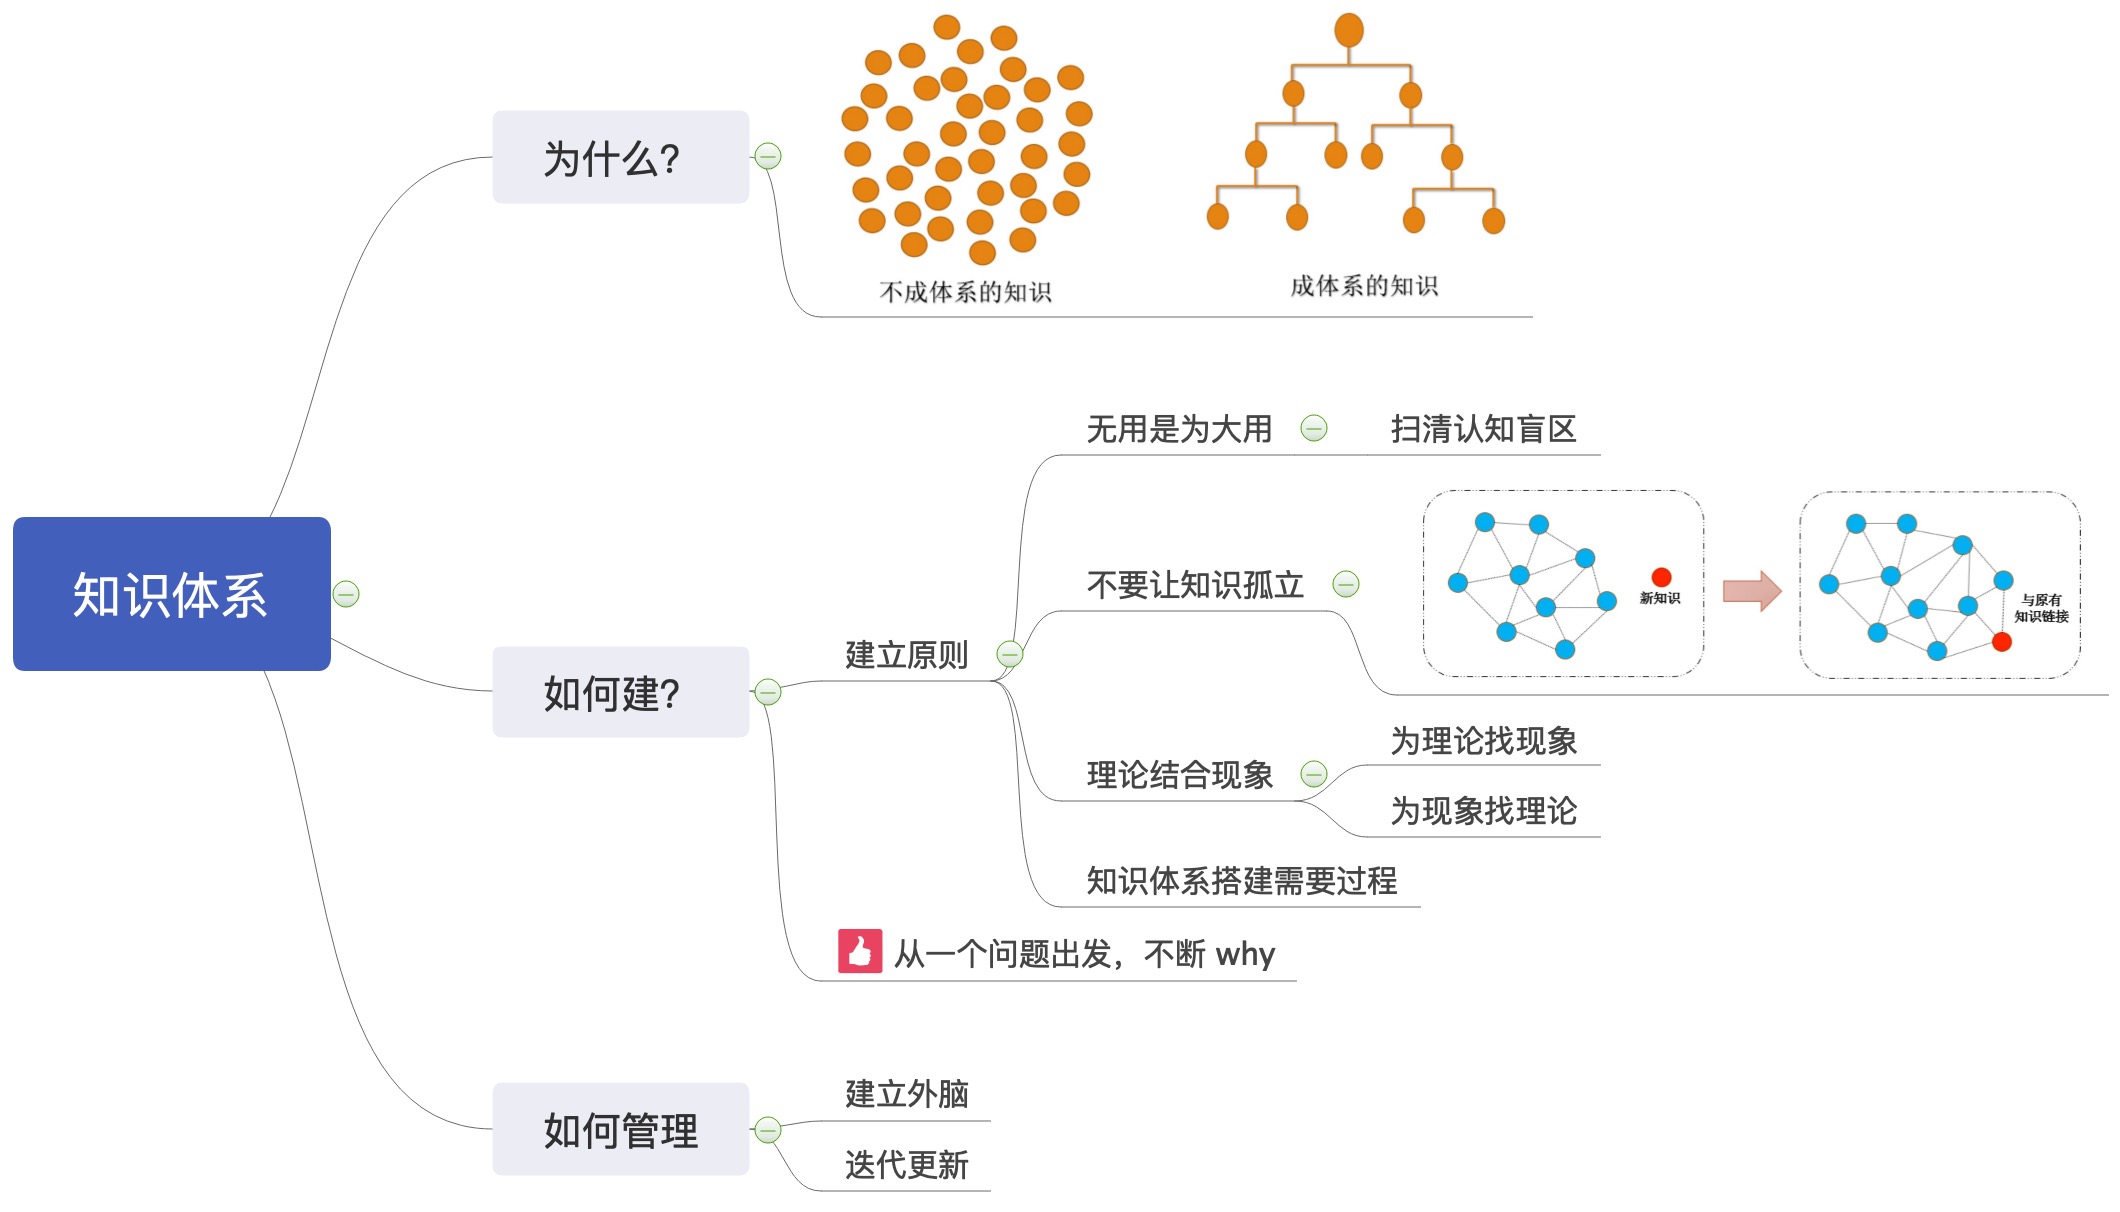 知识体系
为什么?
不成体系的知识
成体系的知识
如何建?
建立原则
无用是为大用
扫清认知盲区
不要让知识孤立
新知识
与原有
知识链接
理论结合现象
为理论找现象
为现象找理论
知识体系搭建需要过程
从一个问题出发，不断 why
如何管理
建立外脑
迭代更新